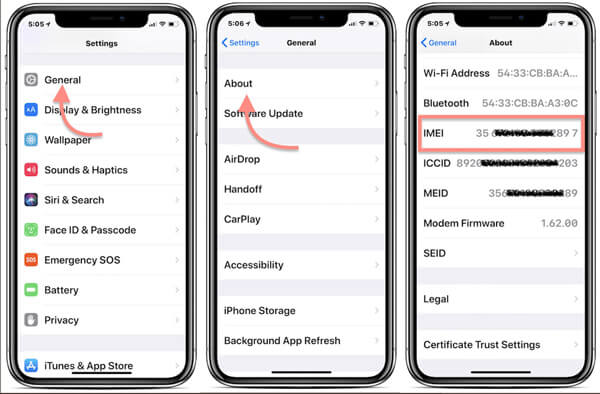 5:05
Settings
General
Display & Brightness
Wallpaper
Sounds & Haptics
Siri & Search
Face ID & Passcode
SOS Emergency SOS
Battery
Privacy
iTunes & App Store
5:06
Settings General
About
Software Update
AirDrop
Handoff
CarPlay
Accessibility
iPhone Storage
Background App Refresh
5:05
General About
Wi-Fi Address 54:33:CB:BA:A...
Bluetooth 54:33:CB:BA:A3:0C
IMEI 35 289 7
ICCID 8920 203
MEID 356 89
Modem Firmware 1.62.00
SEID
Legal
Certificate Trust Settings